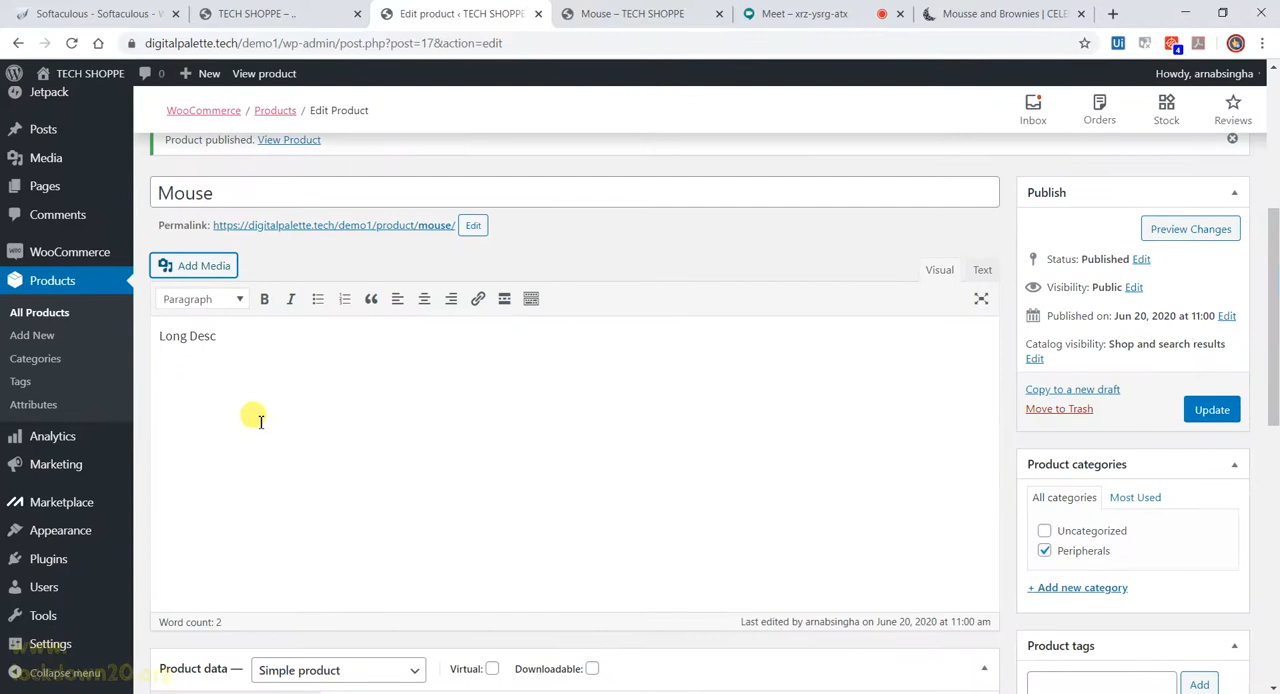 Softaculous - Softaculous - W
TECH SHOPPE – ..
Edit product ‹ TECH SHOPPE
Mouse – TECH SHOPPE
Meet – xrz-ysrg-atx
Mousse and Brownies | CELE
digitalpalette.tech/demo1/wp-admin/post.php?post=17&action=edit
4
TECH SHOPPE
0
New
View product
Howdy, arnabsingha
Jetpack
Posts
Media
Pages
Comments
WooCommerce
Products
All Products
Add New
Categories
Tags
Attributes
Analytics
Marketing
Marketplace
Appearance
Plugins
Users
Tools
Settings
Collapse menu
WooCommerce / Products / Edit Product
Inbox
Orders
Stock
Reviews
Product published. View Product
Mouse
Permalink: https://digitalpalette.tech/demo1/product/mouse/ Edit
Add Media
Visual
Text
Paragraph
Long Desc
Word count: 2
Last edited by arnabsingha on June 20, 2020 at 11:00 am
Product data —
Simple product
Virtual:
Downloadable:
Publish
Preview Changes
Status: Published Edit
Visibility: Public Edit
Published on: Jun 20, 2020 at 11:00 Edit
Catalog visibility: Shop and search results
Edit
Copy to a new draft
Move to Trash
Update
Product categories
All categories
Most Used
Uncategorized
Peripherals
+ Add new category
Product tags
Add
www.
lockdown20.org